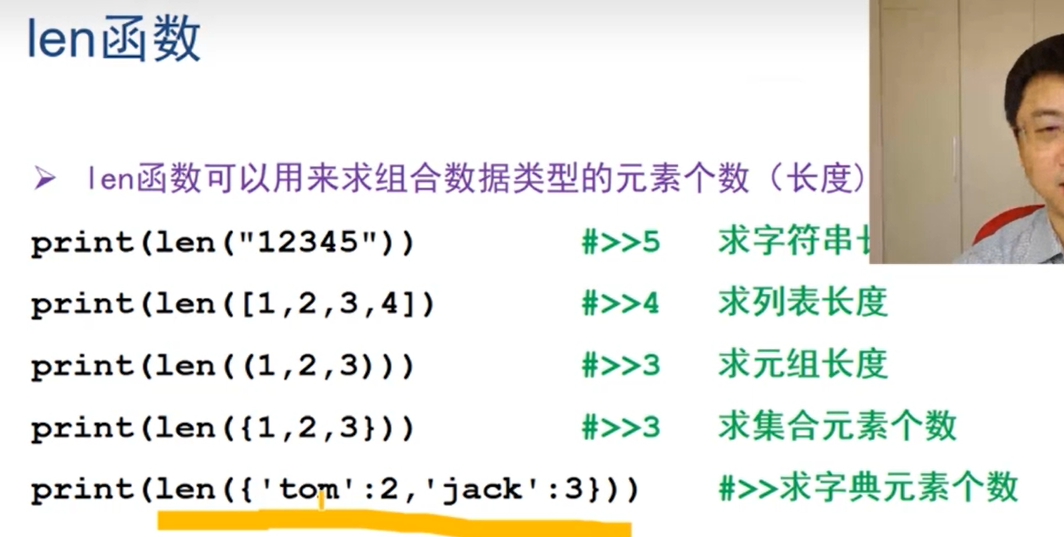 len函数
➢ len函数可以用来求组合数据类型的元素个数（长度）
print(len("12345")) #>>5 求字符串
print(len([1,2,3,4]) #>>4 求列表长度
print(len((1,2,3))) #>>3 求元组长度
print(len({1,2,3})) #>>3 求集合元素个数
print(len({'tom':2,'jack':3})) #>>求字典元素个数